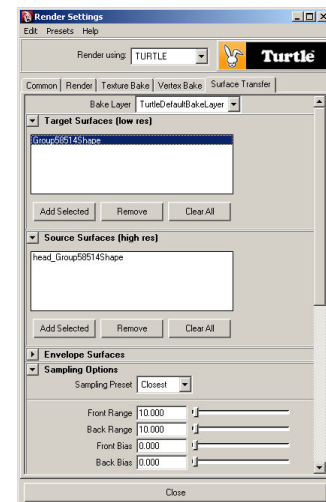 Render Settings
Edit Presets Help
Render using: TURTLE Turtle
Common Render Texture Bake Vertex Bake Surface Transfer
Bake Layer TurtleDefaultBakeLayer
Target Surfaces (low res)
Group58514Shape
Add Selected Remove Clear All
Source Surfaces (high res)
head_Group58514Shape
Add Selected Remove Clear All
Envelope Surfaces
Sampling Options
Sampling Preset Closest
Front Range 10.000
Back Range 10.000
Front Bias 0.000
Back Bias 0.000
Close